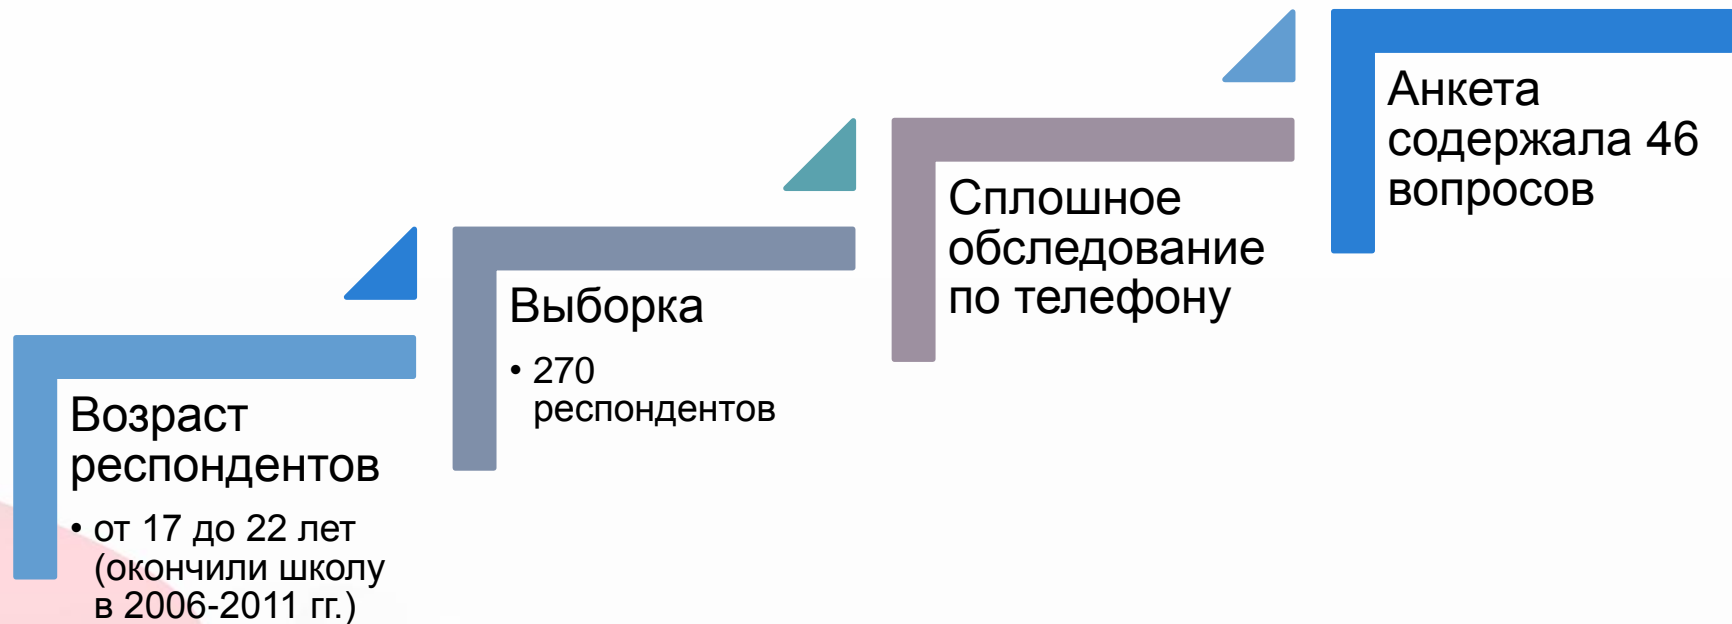 Возраст
респондентов
• от 17 до 22 лет
(окончили школу
в 2006-2011 гг.)
Выборка
• 270
респондентов
Сплошное
обследование
по телефону
Анкета
содержала 46
вопросов